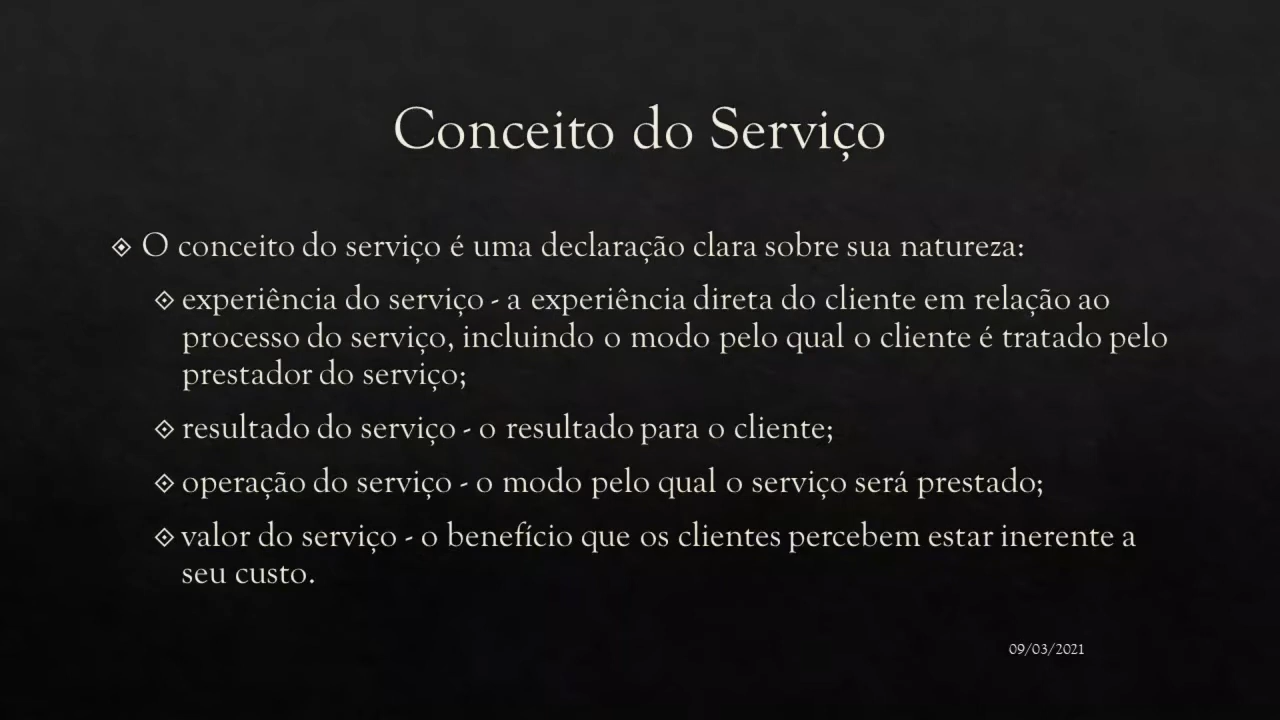 Conceito do Serviço
O conceito do serviço é uma declaração clara sobre sua natureza:
experiência do serviço - a experiência direta do cliente em relação ao
processo do serviço, incluindo o modo pelo qual o cliente é tratado pelo
prestador do serviço;
resultado do serviço - o resultado para o cliente;
operação do serviço - o modo pelo qual o serviço será prestado;
valor do serviço - o benefício que os clientes percebem estar inerente a
seu custo.
09/03/2021